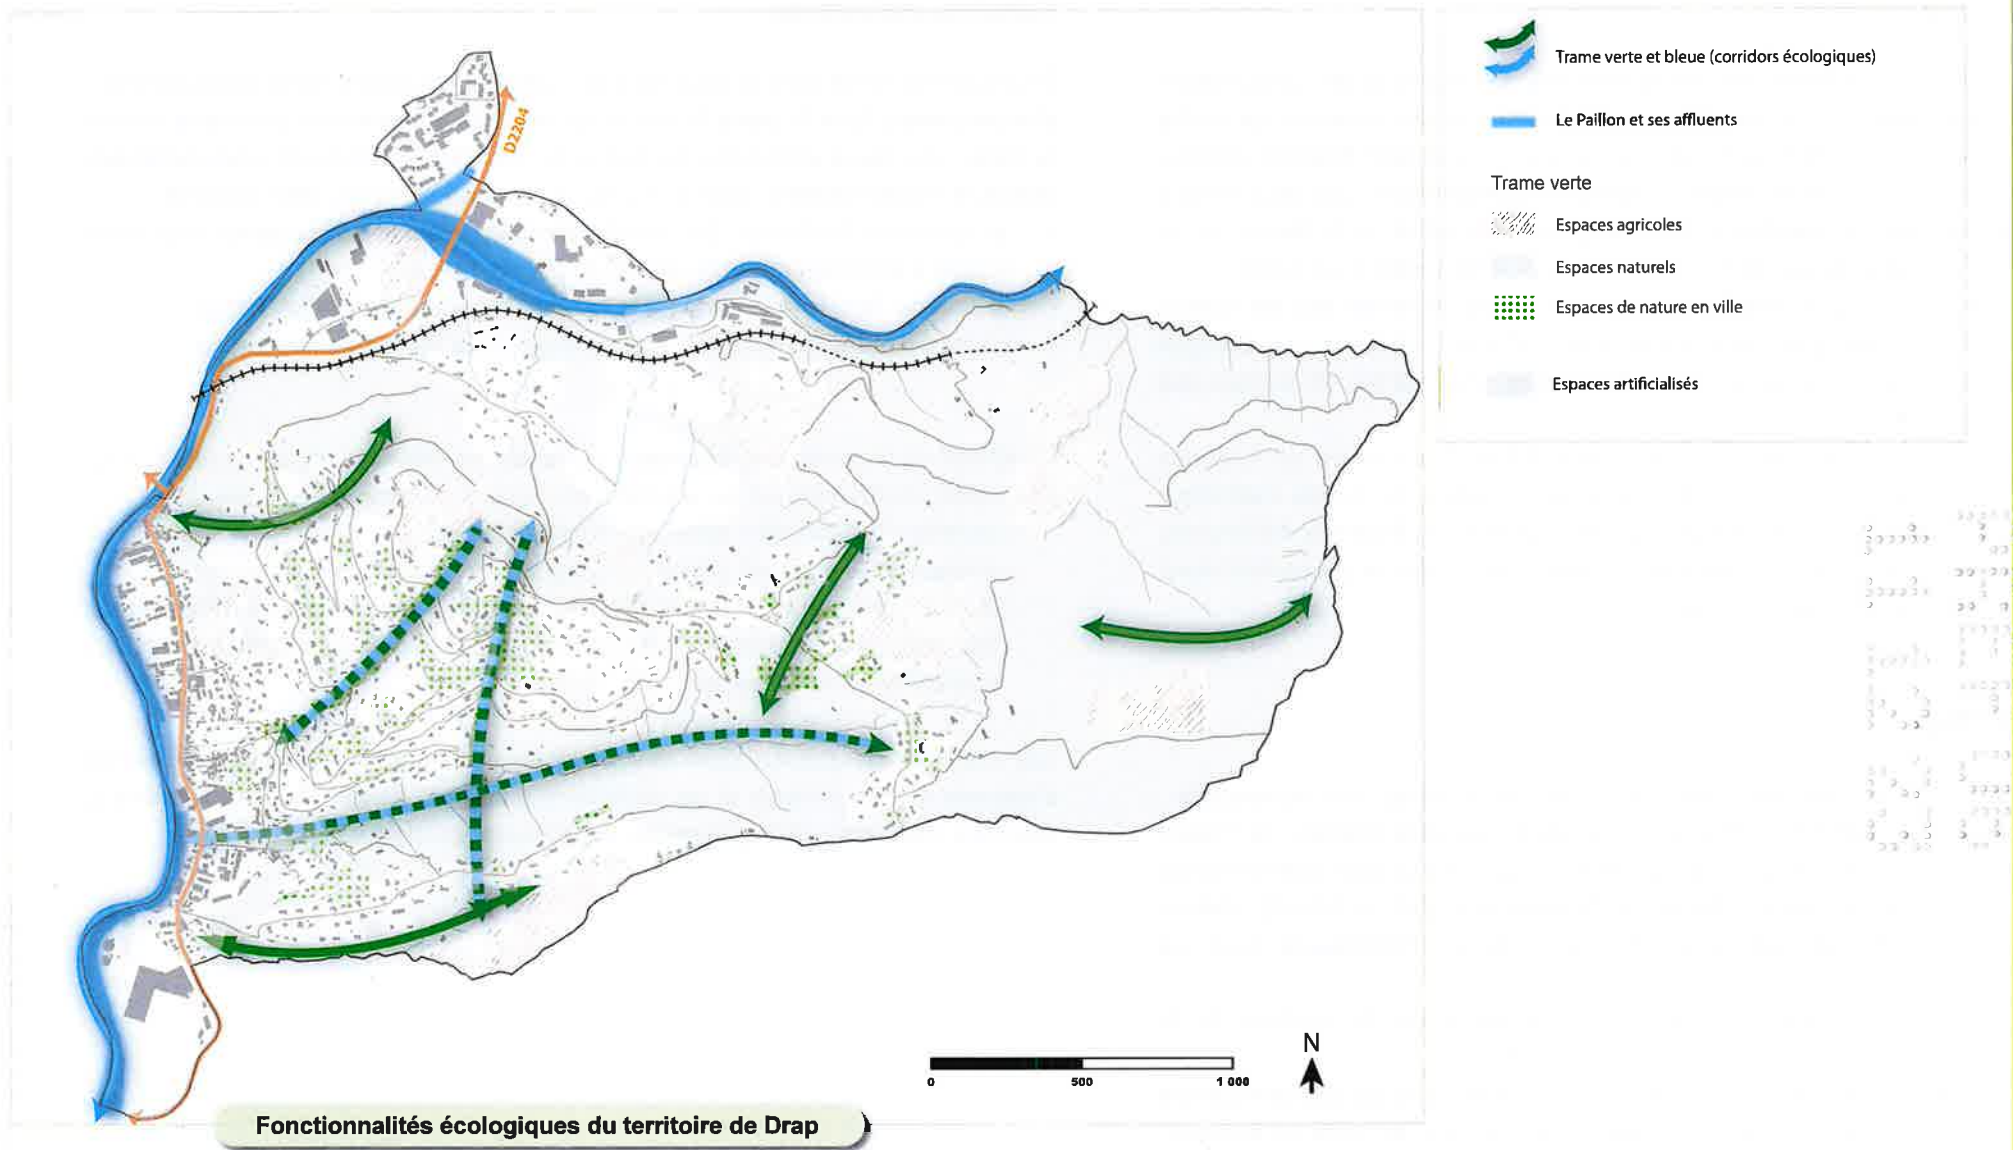 D2204
Trame verte et bleue (corridors écologiques)
Le Paillon et ses affluents
Trame verte
Espaces agricoles
Espaces naturels
Espaces de nature en ville
Espaces artificialisés
N
0 500 1 000
Fonctionnalités écologiques du territoire de Drap